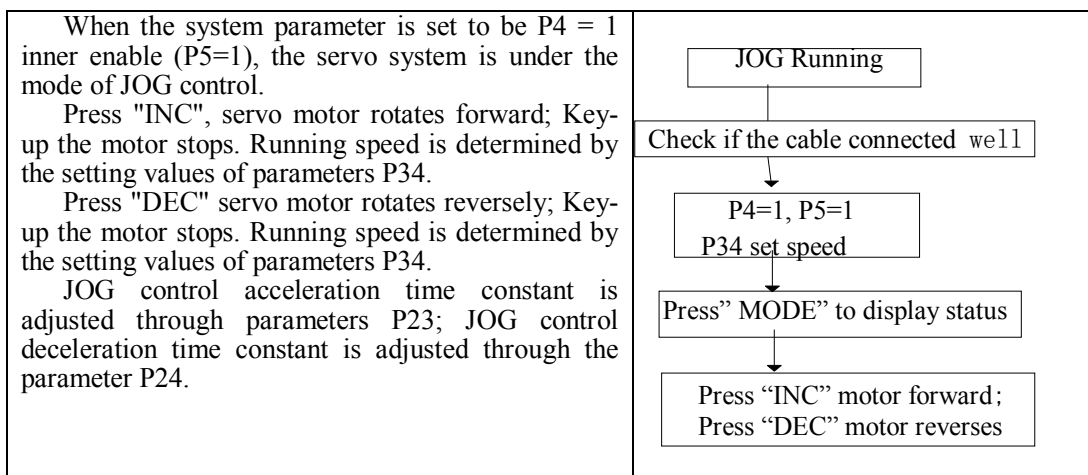 When the system parameter is set to be P4 = 1
inner enable (P5=1), the servo system is under the
mode of JOG control.
Press "INC", servo motor rotates forward; Key-
up the motor stops. Running speed is determined by
the setting values of parameters P34.
Press "DEC" servo motor rotates reversely; Key-
up the motor stops. Running speed is determined by
the setting values of parameters P34.
JOG control acceleration time constant is
adjusted through parameters P23; JOG control
deceleration time constant is adjusted through the
parameter P24.
JOG Running
Check if the cable connected well
P4=1, P5=1
P34 set speed
Press” MODE” to display status
Press “INC” motor forward;
Press “DEC” motor reverses